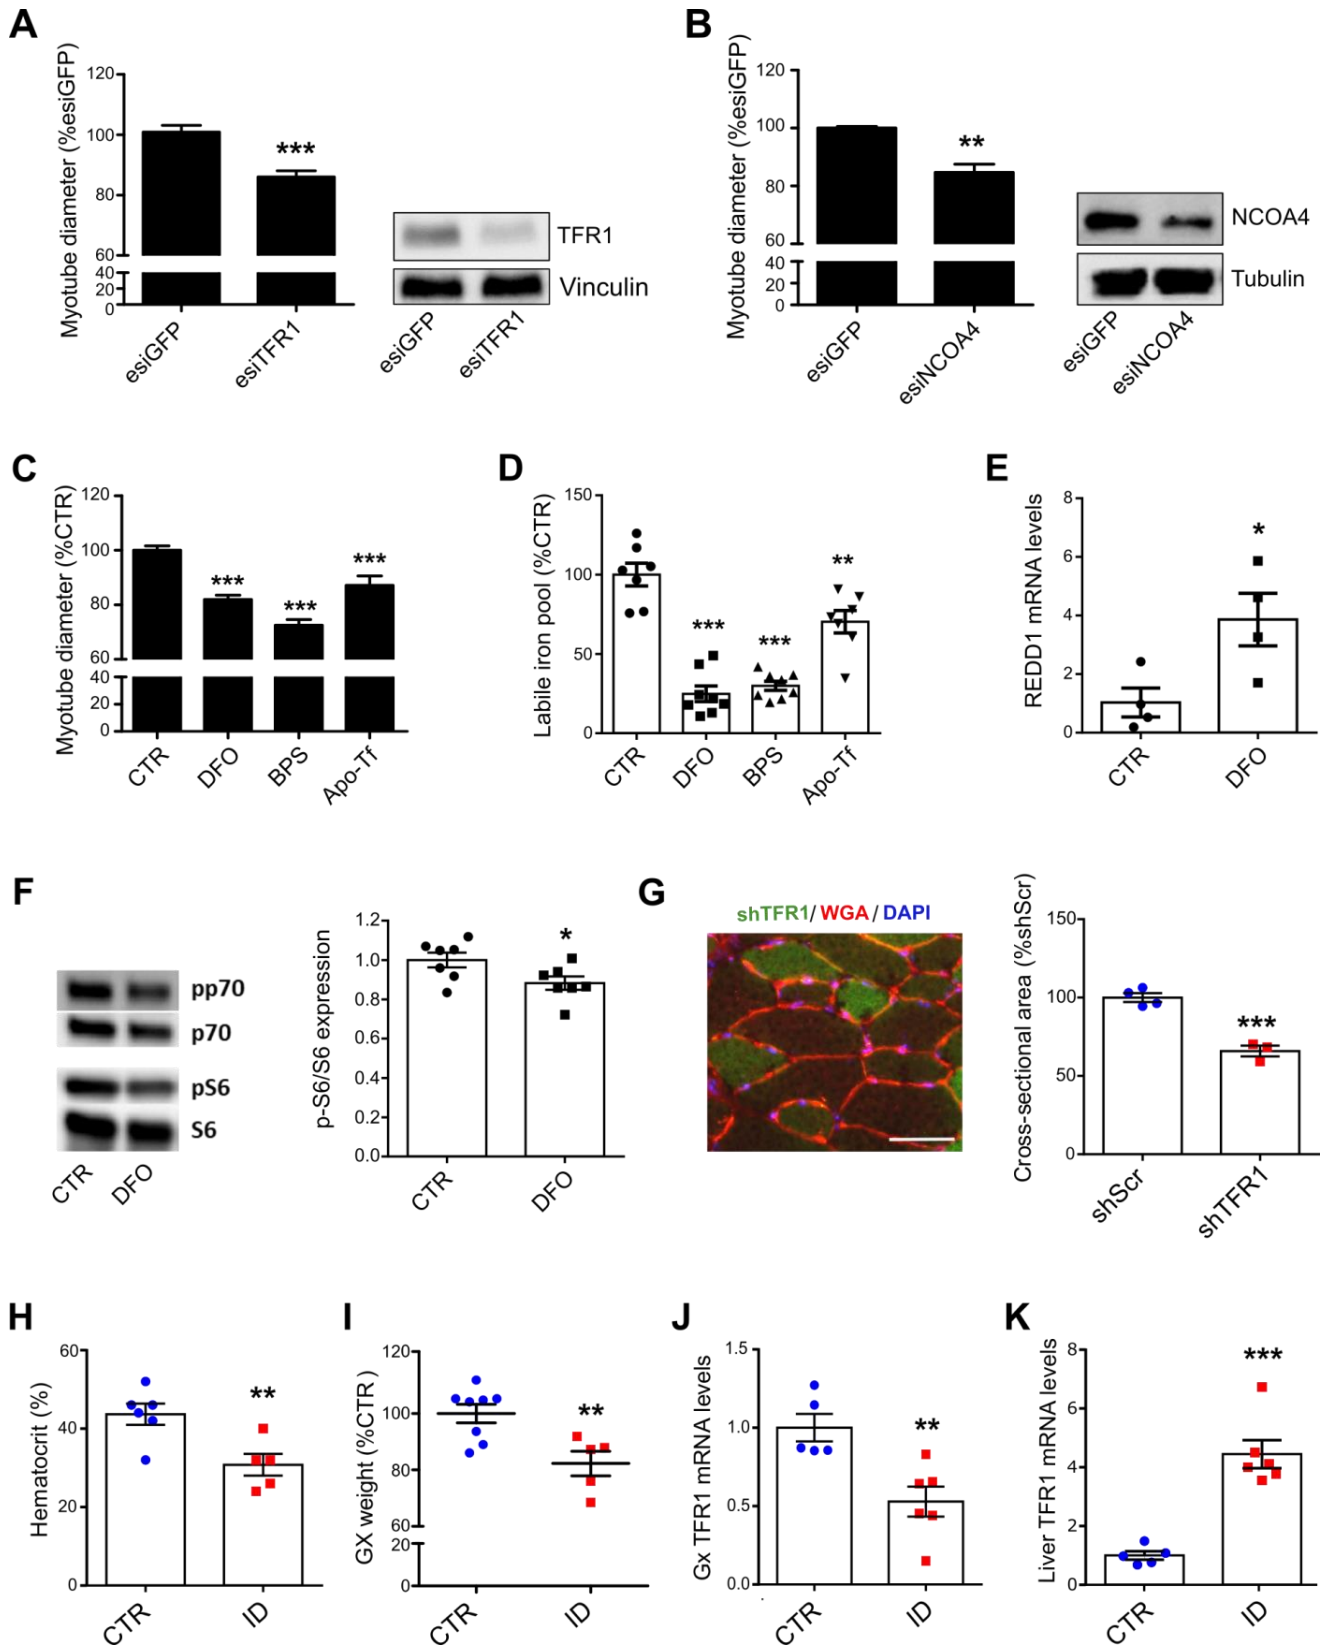 A
Myotube diameter (%esiGFP)
120
100
80
60
40
20
0
***
esiGFP
esiTFR1
TFR1
Vinculin
esiGFP
esiTFR1
B
Myotube diameter (%esiGFP)
120
100
80
60
40
20
0
**
esiGFP
esiNCOA4
NCOA4
Tubulin
esiGFP
esiNCOA4
C
Myotube diameter (%CTR)
120
100
80
60
40
20
0
***
***
***
CTR
DFO
BPS
Apo-Tf
D
Labile iron pool (%CTR)
150
100
50
0
***
***
**
CTR
DFO
BPS
Apo-Tf
E
REDD1 mRNA levels
8
6
4
2
0
*
CTR
DFO
F
pp70
p70
pS6
S6
CTR
DFO
p-S6/S6 expression
1.2
1.0
0.8
0.6
0.4
0.2
0.0
*
CTR
DFO
G
shTFR1/ WGA / DAPI
Cross-sectional area (%shScr)
150
100
50
0
***
shScr
shTFR1
H
Hematocrit (%)
60
40
20
0
**
CTR
ID
I
GX weight (%CTR)
120
100
80
60
20
0
**
CTR
ID
J
Gx TFR1 mRNA levels
1.5
1.0
0.5
0.0
**
CTR
ID
K
Liver TFR1 mRNA levels
8
6
4
2
0
***
CTR
ID